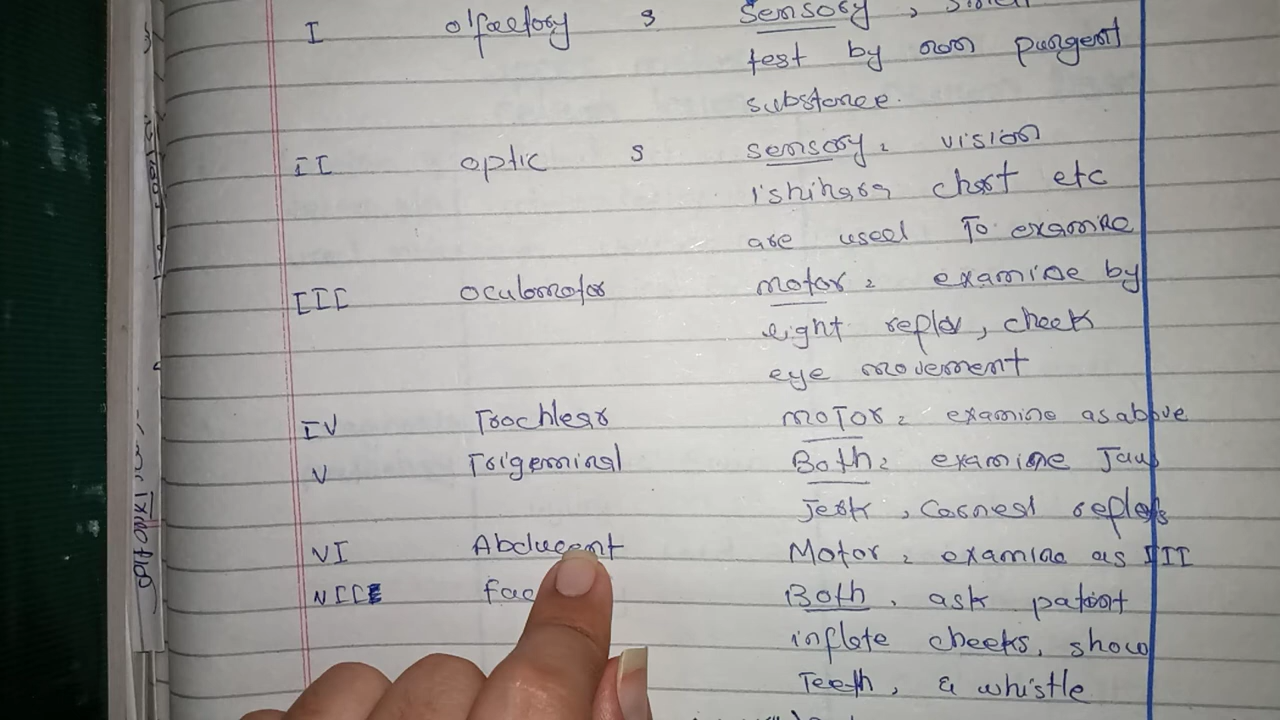 I olfactory s sensory,
test by non pungent
substance.
II optic s sensory: vision
ishihara chart etc
are used To examine
III Oculomotor motor: examine by
light reflex, check
eye movement
IV Trochlear MOTOR: examine as above
V Trigeminal Both: examine Jaw
Jerk, Corneal reflex
VI Abducent Motor: examine as III
VII Both, ask patient
inflate cheeks, show
Teeth, & whistle